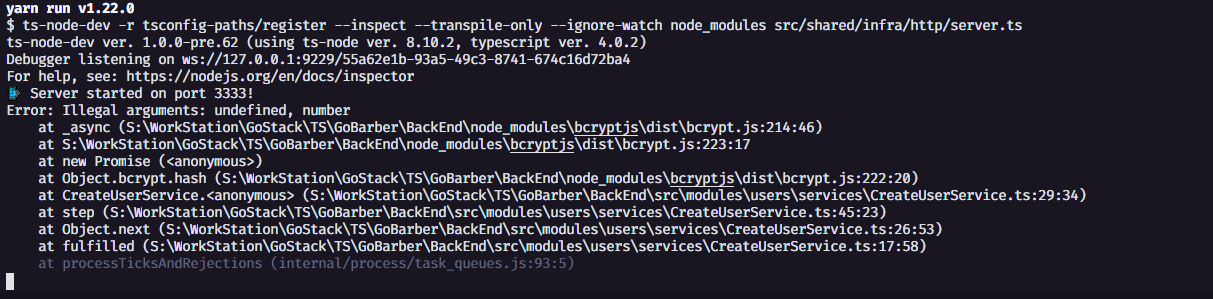 yarn run v1.22.0
$ ts-node-dev -r tsconfig-paths/register --inspect --transpile-only --ignore-watch node_modules src/shared/infra/http/server.ts
ts-node-dev ver. 1.0.0-pre.62 (using ts-node ver. 8.10.2, typescript ver. 4.0.2)
Debugger listening on ws://127.0.0.1:9229/55a62e1b-93a5-49c3-8741-674c16d72ba4
For help, see: https://nodejs.org/en/docs/inspector
Server started on port 3333!
Error: Illegal arguments: undefined, number
at _async (S:\WorkStation\GoStack\TS\GoBarber\BackEnd\node_modules\bcryptjs\dist\bcrypt.js:214:46)
at S:\WorkStation\GoStack\TS\GoBarber\BackEnd\node_modules\bcryptjs\dist\bcrypt.js:223:17
at new Promise (<anonymous>)
at Object.bcrypt.hash (S:\WorkStation\GoStack\TS\GoBarber\BackEnd\node_modules\bcryptjs\dist\bcrypt.js:222:20)
at CreateUserService.<anonymous> (S:\WorkStation\GoStack\TS\GoBarber\BackEnd\src\modules\users\services\CreateUserService.ts:29:34)
at step (S:\WorkStation\GoStack\TS\GoBarber\BackEnd\src\modules\users\services\CreateUserService.ts:45:23)
at Object.next (S:\WorkStation\GoStack\TS\GoBarber\BackEnd\src\modules\users\services\CreateUserService.ts:26:53)
at fulfilled (S:\WorkStation\GoStack\TS\GoBarber\BackEnd\src\modules\users\services\CreateUserService.ts:17:58)
at processTicksAndRejections (internal/process/task_queues.js:93:5)